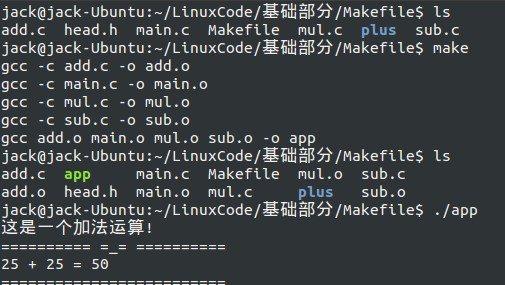 jack@jack-Ubuntu:~/LinuxCode/基础部分/Makefile$ ls
add.c  head.h  main.c  Makefile  mul.c  plus  sub.c
jack@jack-Ubuntu:~/LinuxCode/基础部分/Makefile$ make
gcc -c add.c -o add.o
gcc -c main.c -o main.o
gcc -c mul.c -o mul.o
gcc -c sub.c -o sub.o
gcc add.o main.o mul.o sub.o -o app
jack@jack-Ubuntu:~/LinuxCode/基础部分/Makefile$ ls
add.c  app     main.c  Makefile  mul.o  sub.c
add.o  head.h  main.o  mul.c     plus   sub.o
jack@jack-Ubuntu:~/LinuxCode/基础部分/Makefile$ ./app
这是一个加法运算!
========== =_= ==========
25 + 25 = 50
=========================